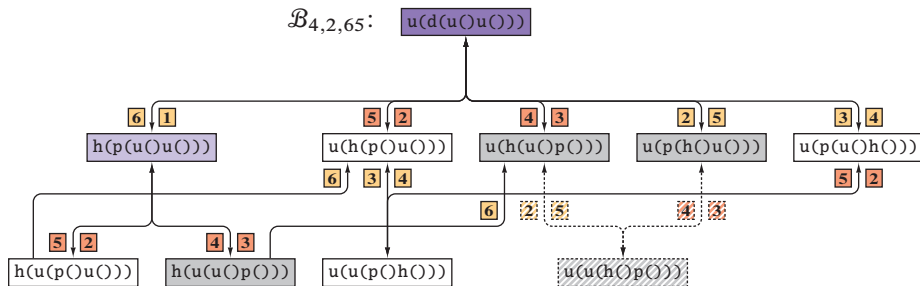 ℬ4,2,65: u(d(u()u()))
6 1 5 2 4 3 2 5 3 4
h(p(u()u())) u(h(p()u())) u(h(u()p())) u(p(h()u())) u(p(u()h()))
6 3 4 5 2
6 2 5 4 3
5 2 4 3
h(u(p()u())) h(u(u()p())) u(u(p()h())) u(u(h()p()))